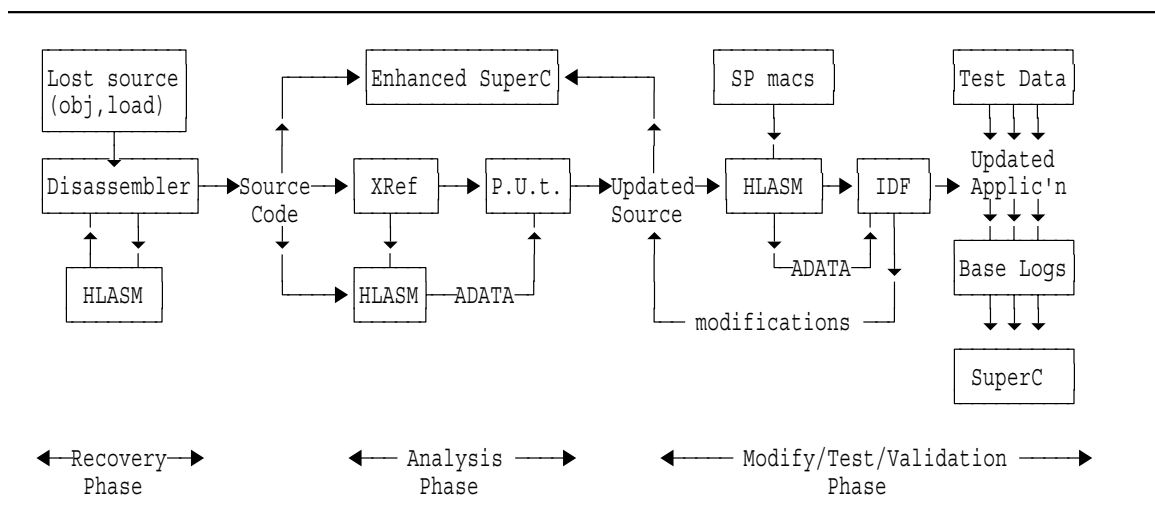 Lost source
(obj,load)
Enhanced SuperC
SP macs
Test Data
Disassembler
Source
Code
XRef
P.U.t.
Updated
Source
HLASM
IDF
Updated
Applic'n
HLASM
HLASM
ADATA
ADATA
Base Logs
modifications
SuperC
Recovery
Phase
Analysis
Phase
Modify/Test/Validation
Phase